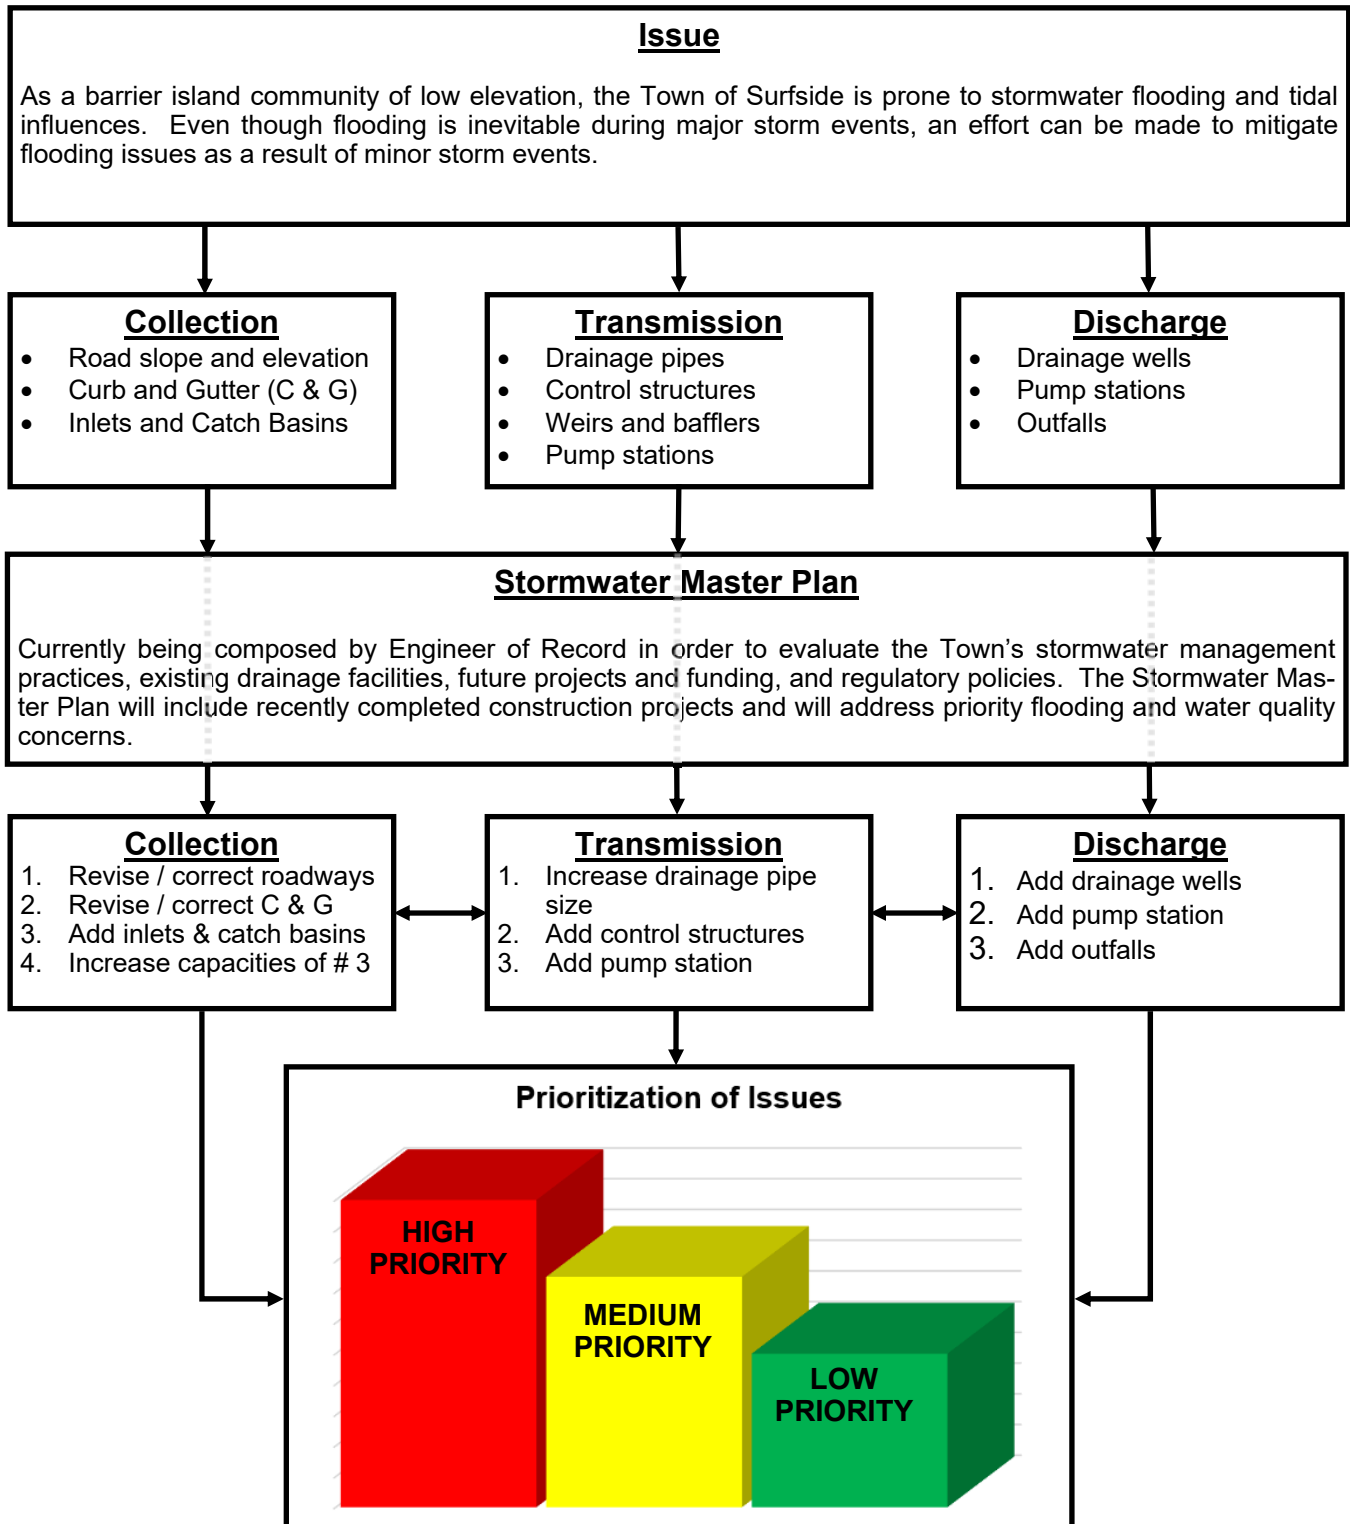 Issue
As a barrier island community of low elevation, the Town of Surfside is prone to stormwater flooding and tidal
influences. Even though flooding is inevitable during major storm events, an effort can be made to mitigate
flooding issues as a result of minor storm events.
Collection
• Road slope and elevation
• Curb and Gutter (C & G)
• Inlets and Catch Basins
Transmission
• Drainage pipes
• Control structures
• Weirs and bafflers
• Pump stations
Discharge
• Drainage wells
• Pump stations
• Outfalls
Stormwater Master Plan
Currently being composed by Engineer of Record in order to evaluate the Town’s stormwater management
practices, existing drainage facilities, future projects and funding, and regulatory policies. The Stormwater Mas-
ter Plan will include recently completed construction projects and will address priority flooding and water quality
concerns.
Collection
1. Revise / correct roadways
2. Revise / correct C & G
3. Add inlets & catch basins
4. Increase capacities of # 3
Transmission
1. Increase drainage pipe
size
2. Add control structures
3. Add pump station
Discharge
1. Add drainage wells
2. Add pump station
3. Add outfalls
Prioritization of Issues
HIGH
PRIORITY
MEDIUM
PRIORITY
LOW
PRIORITY